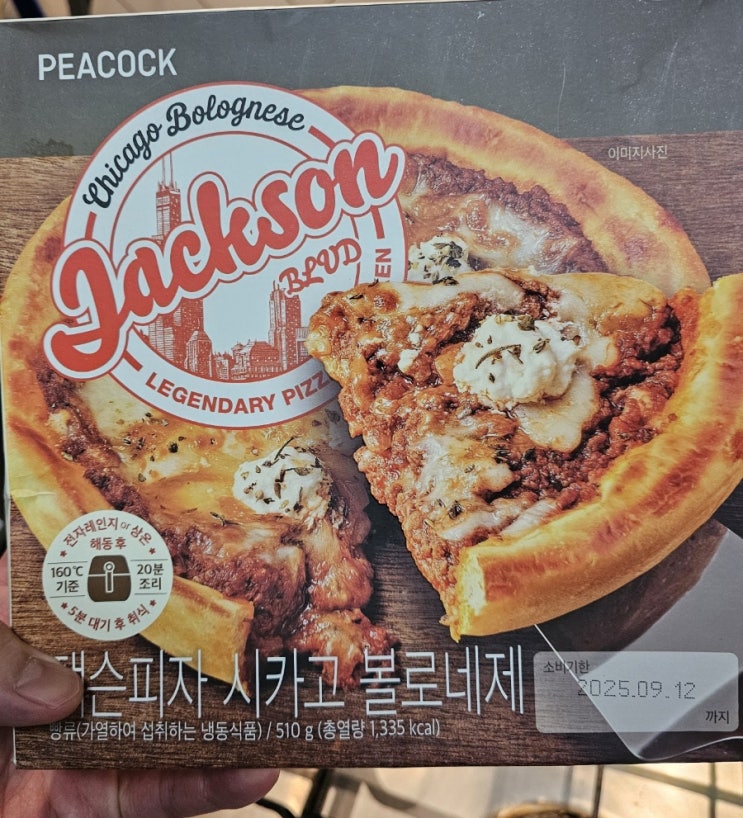 PEACOCK
이미지사진
Chicago Bolognese
Jackson
BLVD
LEGENDARY PIZZ
EN
전자레인지 or 상온
해동 후
160℃
기준
20분
조리
5분 대기 후 취식
슨피자 시카고 볼로네제
빵류(가열하여 섭취하는 냉동식품) / 510 g (총열량 1,335 kcal)
소비기한
2025.09.12
까지